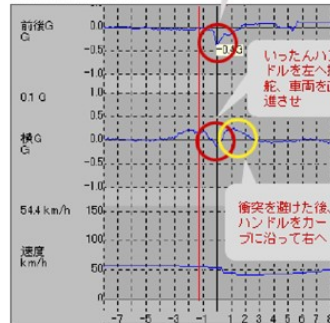 前後G
G
0.0
-0.5
-1.0
-0.4G
いったんハン
ドルを左へ
舵、車両を直
進させ
0.1 G
1.0
0.5
横G
G
0.0
-0.5
-1.0
衝突を避けた後、
ハンドルをカー
ブに沿って右へ
54.4 km/h
150
100
速度
km/h
50
0
-7 -5 -3 -1 1 2 3 4 5 6 7 8